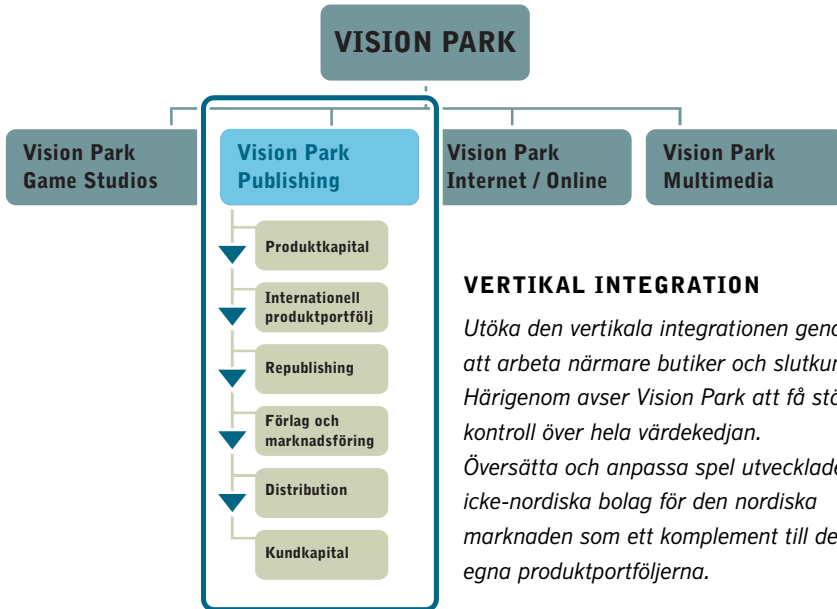 VISION PARK
Vision Park
Game Studios
Vision Park
Publishing
Vision Park
Internet / Online
Vision Park
Multimedia
Produktkapital
Internationell
produktportfölj
Republishing
Förlag och
marknadsföring
Distribution
Kundkapital
VERTIKAL INTEGRATION
Utöka den vertikala integrationen
att arbeta närmare butiker och
Härigenom avser Vision Park att få
kontroll över hela värdekedjan.
Översätta och anpassa spel
icke-nordiska bolag för den nordiska
marknaden som ett komplement till
egna produktportföljerna.